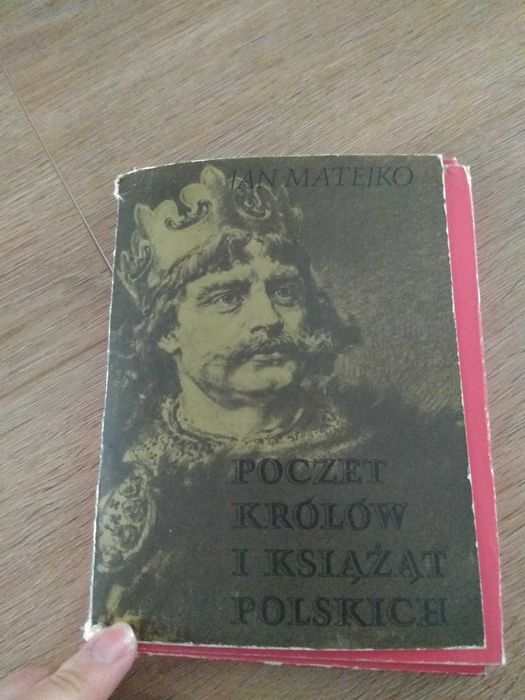 JAN MATEJKO
POCZET
KRÓLÓW
I KSIĄŻĄT
POLSKICH